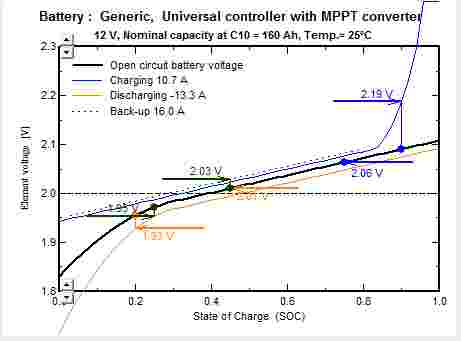 Battery : Generic, Universal controller with MPPT converter
12 V, Nominal capacity at C10 = 160 Ah, Temp.= 25ºC
2.3
Open circuit battery voltage
Charging 10.7 A
Discharging -13.3 A
Back-up 16.0 A
2.19 V
2.2
Element voltage [V]
2.1
2.03 V
2.06 V
2.01 V
2.0
1.95 V
1.93 V
1.9
1.8
0.2
0.4
0.6
0.8
1.0
State of Charge (SOC)